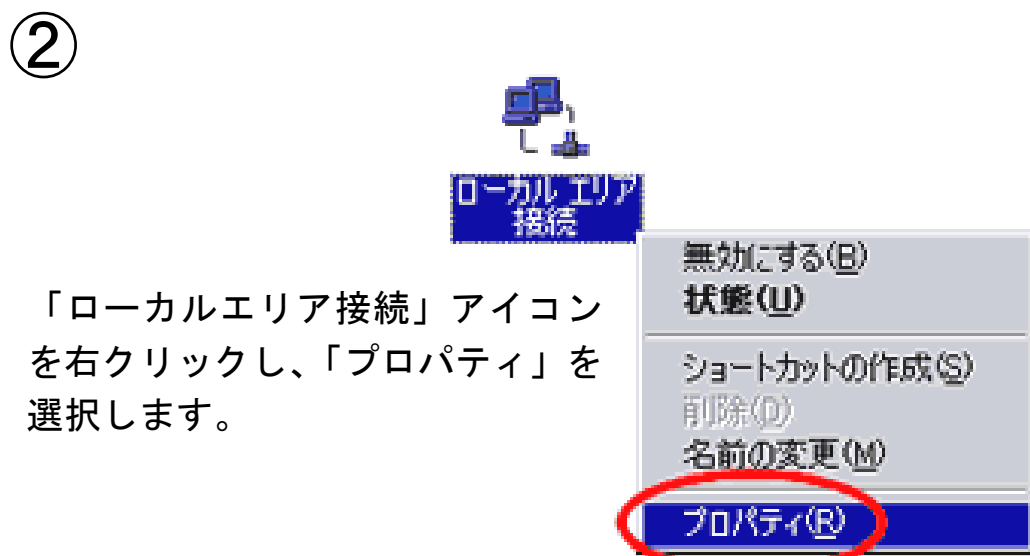 ②
ローカル エリア
接続
無効にする(B)
状態(U)
「ローカルエリア接続」アイコン
を右クリックし、「プロパティ」を
選択します。
ショートカットの作成(S)
削除(D)
名前の変更(M)
プロパティ(R)